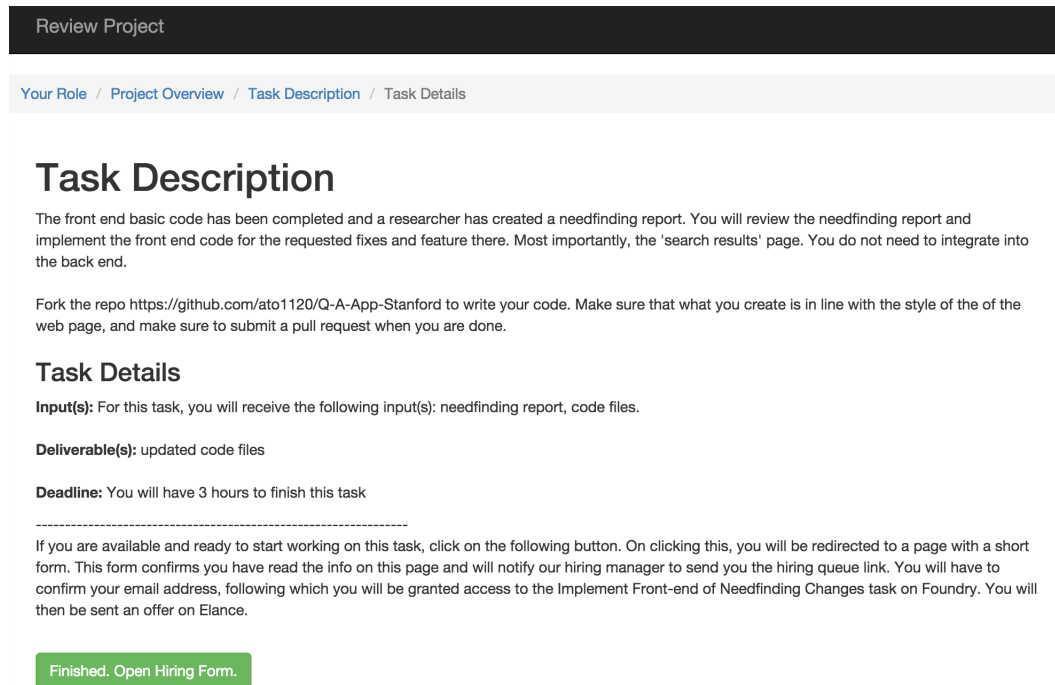 Review Project
Your Role / Project Overview / Task Description / Task Details
Task Description
The front end basic code has been completed and a researcher has created a needfinding report. You will review the needfinding report and
implement the front end code for the requested fixes and feature there. Most importantly, the 'search results' page. You do not need to integrate into
the back end.
Fork the repo https://github.com/ato1120/Q-A-App-Stanford to write your code. Make sure that what you create is in line with the style of the of the
web page, and make sure to submit a pull request when you are done.
Task Details
Input(s): For this task, you will receive the following input(s): needfinding report, code files.
Deliverable(s): updated code files
Deadline: You will have 3 hours to finish this task
-----------------------------------------------------------------
If you are available and ready to start working on this task, click on the following button. On clicking this, you will be redirected to a page with a short
form. This form confirms you have read the info on this page and will notify our hiring manager to send you the hiring queue link. You will have to
confirm your email address, following which you will be granted access to the Implement Front-end of Needfinding Changes task on Foundry. You will
then be sent an offer on Elance.
Finished. Open Hiring Form.